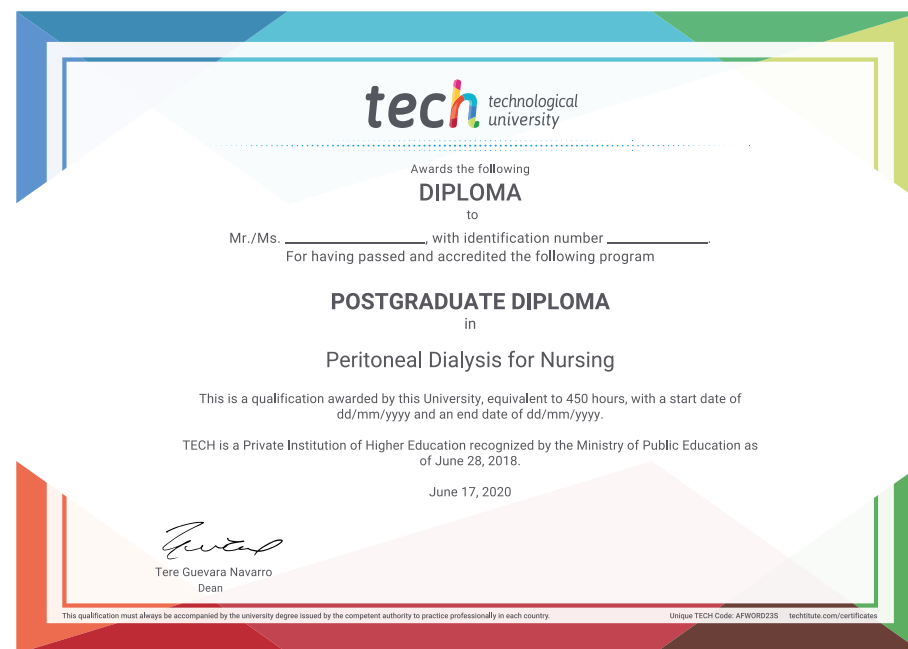 tech technological
university
Awards the following
DIPLOMA
to
Mr./Ms. ____________________, with identification number ______________.
For having passed and accredited the following program
POSTGRADUATE DIPLOMA
in
Peritoneal Dialysis for Nursing
This is a qualification awarded by this University, equivalent to 450 hours, with a start date of
dd/mm/yyyy and an end date of dd/mm/yyyy.
TECH is a Private Institution of Higher Education recognized by the Ministry of Public Education as
of June 28, 2018.
June 17, 2020
Tere Guevara Navarro
Dean
This qualification must always be accompanied by the university degree issued by the competent authority to practice professionally in each country. Unique TECH Code: AFWORD23S techtitute.com/certificates